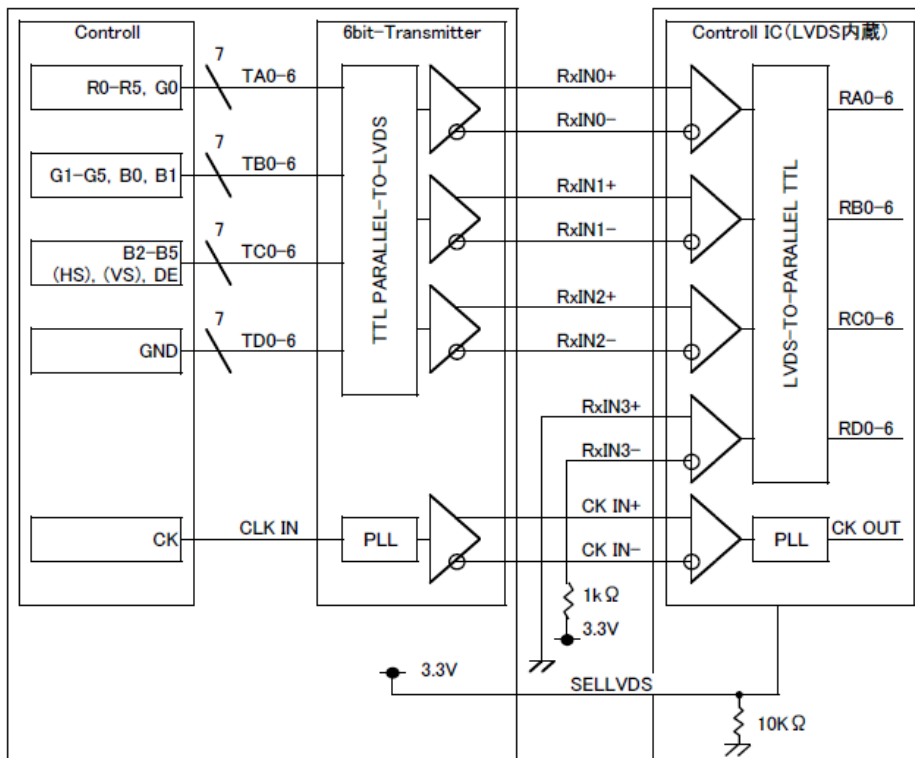 Controll
6bit-Transmitter
Controll IC(LVDS内蔵)
R0-R5, G0
7
TA0-6
G1-G5, B0, B1
7
TB0-6
B2-B5
(HS), (VS), DE
7
TC0-6
GND
7
TD0-6
CK
CLK IN
TTL PARALLEL-TO-LVDS
PLL
RxIN0+
RxIN0-
RxIN1+
RxIN1-
RxIN2+
RxIN2-
RxIN3+
RxIN3-
CK IN+
CK IN-
1kΩ
3.3V
LVDS-TO-PARALLEL TTL
PLL
RA0-6
RB0-6
RC0-6
RD0-6
CK OUT
3.3V
SELLVDS
10KΩ